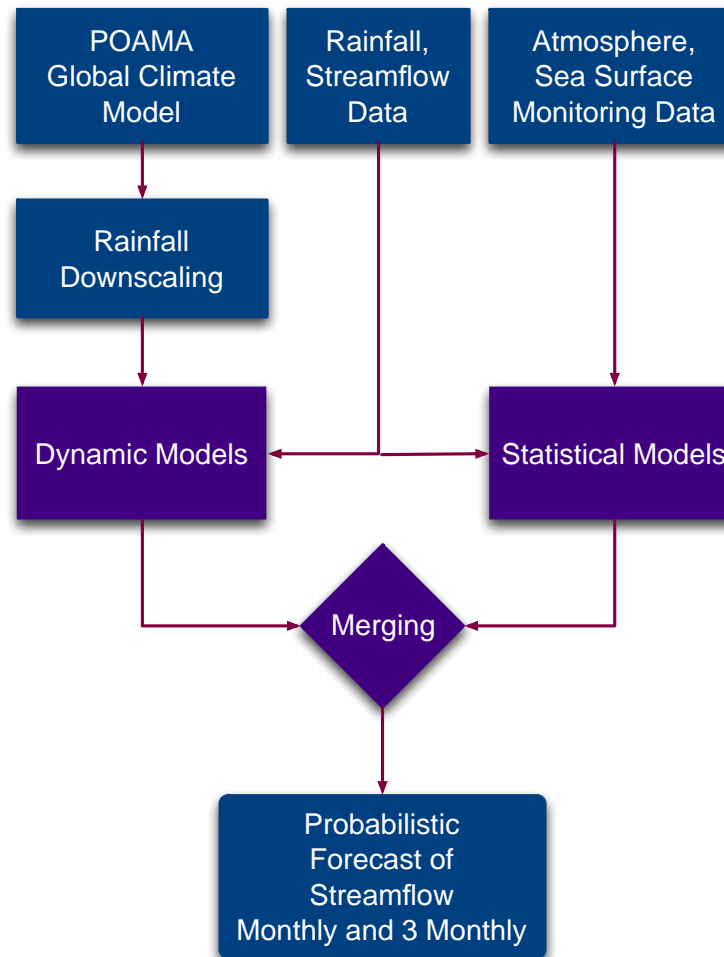 POAMA
Global Climate
Model
Rainfall,
Streamflow
Data
Atmosphere,
Sea Surface
Monitoring Data
Rainfall
Downscaling
Dynamic Models
Statistical Models
Merging
Probabilistic
Forecast of
Streamflow
Monthly and 3 Monthly